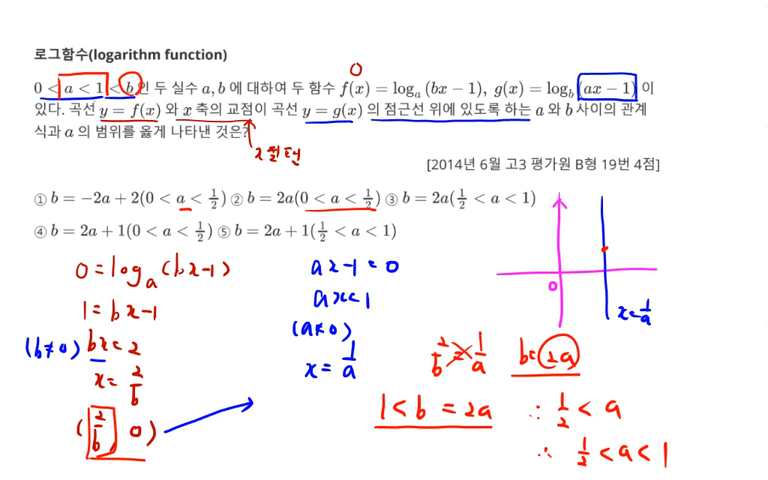 로그함수(logarithm function)
0
0 < a < 1 < b인 두 실수 a, b 에 대하여 두 함수 f(x) = logₐ (bx − 1), g(x) = log_b (ax − 1) 이
있다. 곡선 y = f(x) 와 x 축의 교점이 곡선 y = g(x) 의 점근선 위에 있도록 하는 a 와 b 사이의 관계
식과 a 의 범위를 옳게 나타낸 것은?
x절편
[2014년 6월 고3 평가원 B형 19번 4점]
① b = −2a + 2(0 < a < 1/2) ② b = 2a(0 < a < 1/2) ③ b = 2a(1/2 < a < 1)
④ b = 2a + 1(0 < a < 1/2) ⑤ b = 2a + 1(1/2 < a < 1)
0 = logₐ (bx−1)
1 = bx−1
(b≠0) bx = 2
x = 2/b
(2/b, 0)
ax−1 = 0
ax = 1
(a≠0)
x = 1/a
0
x = 1/a
2/b = 1/a b = 2a
1 < b = 2a ∴ 1/2 < a
∴ 1/2 < a < 1